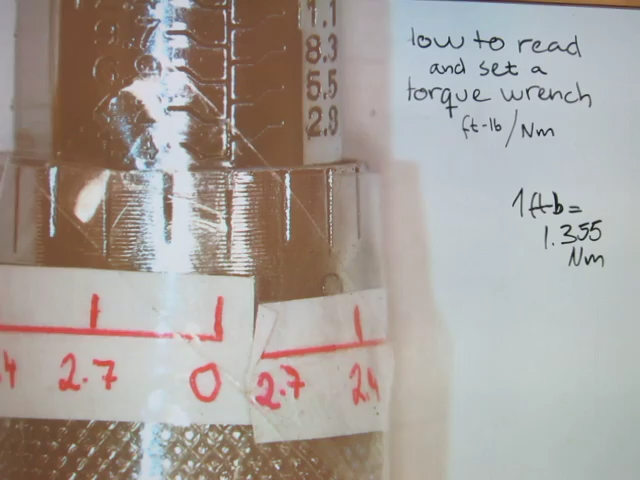 1.1
8.3
5.5
2.8
low to read
and set a
torque wrench
ft-lb/Nm
1 ft-b=
1.355
Nm
2.7 0 2.7 2.4